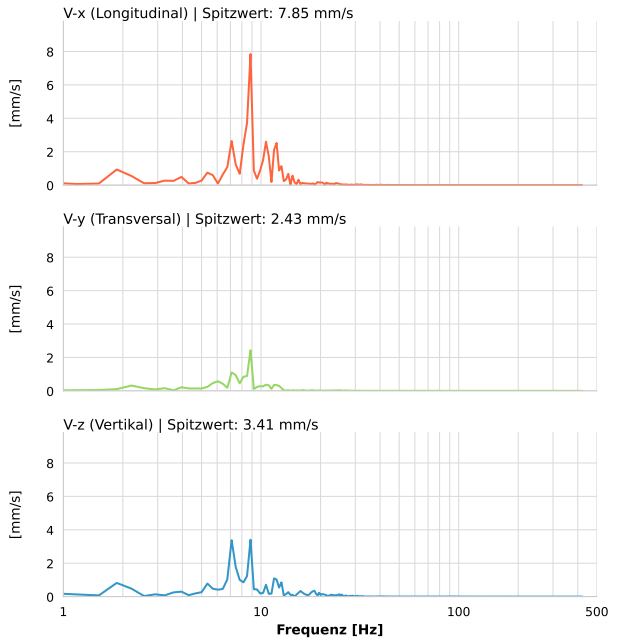 V-x (Longitudinal) | Spitzwert: 7.85 mm/s
[mm/s]
8
6
4
2
0
V-y (Transversal) | Spitzwert: 2.43 mm/s
[mm/s]
8
6
4
2
0
V-z (Vertikal) | Spitzwert: 3.41 mm/s
[mm/s]
8
6
4
2
0
1 10 100 500
Frequenz [Hz]